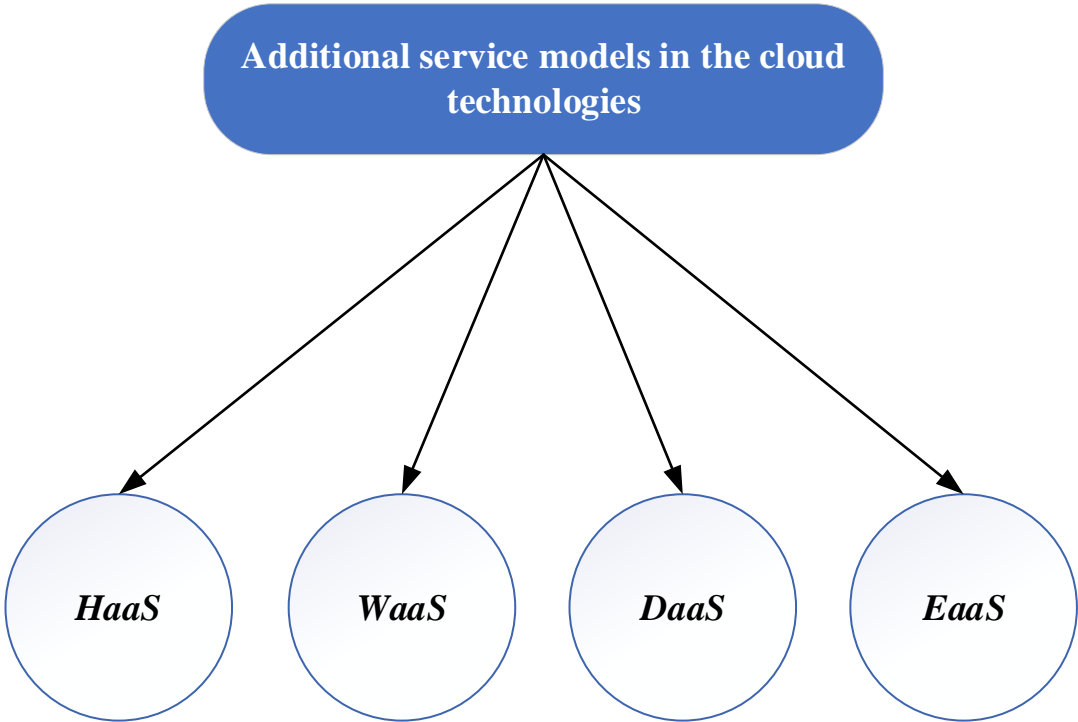 Additional service models in the cloud
technologies
HaaS
WaaS
DaaS
EaaS